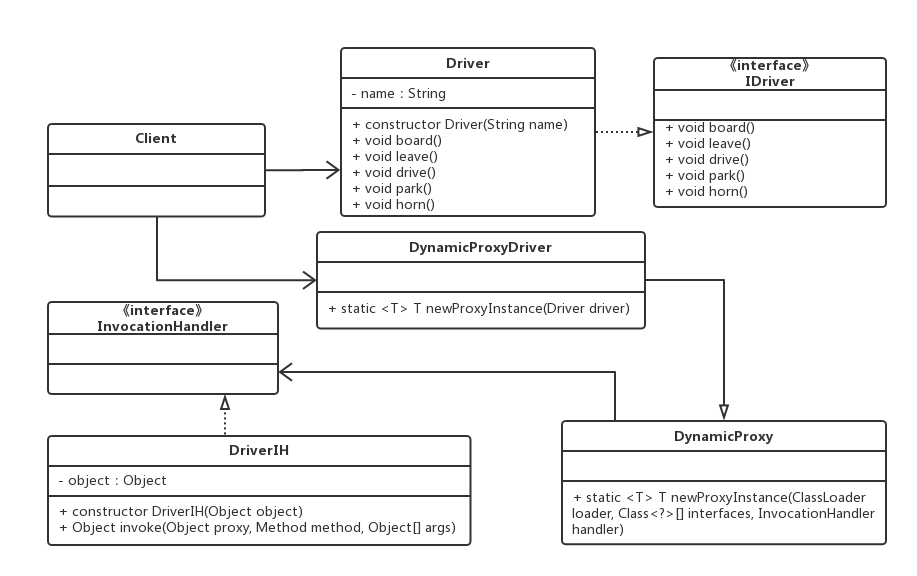 Driver
- name : String
+ constructor Driver(String name)
+ void board()
+ void leave()
+ void drive()
+ void park()
+ void horn()
《interface》
IDriver
+ void board()
+ void leave()
+ void drive()
+ void park()
+ void horn()
Client
DynamicProxyDriver
+ static <T> T newProxyInstance(Driver driver)
《interface》
InvocationHandler
DriverIH
- object : Object
+ constructor DriverIH(Object object)
+ Object invoke(Object proxy, Method method, Object[] args)
DynamicProxy
+ static <T> T newProxyInstance(ClassLoader
loader, Class<?>[] interfaces, InvocationHandler
handler)